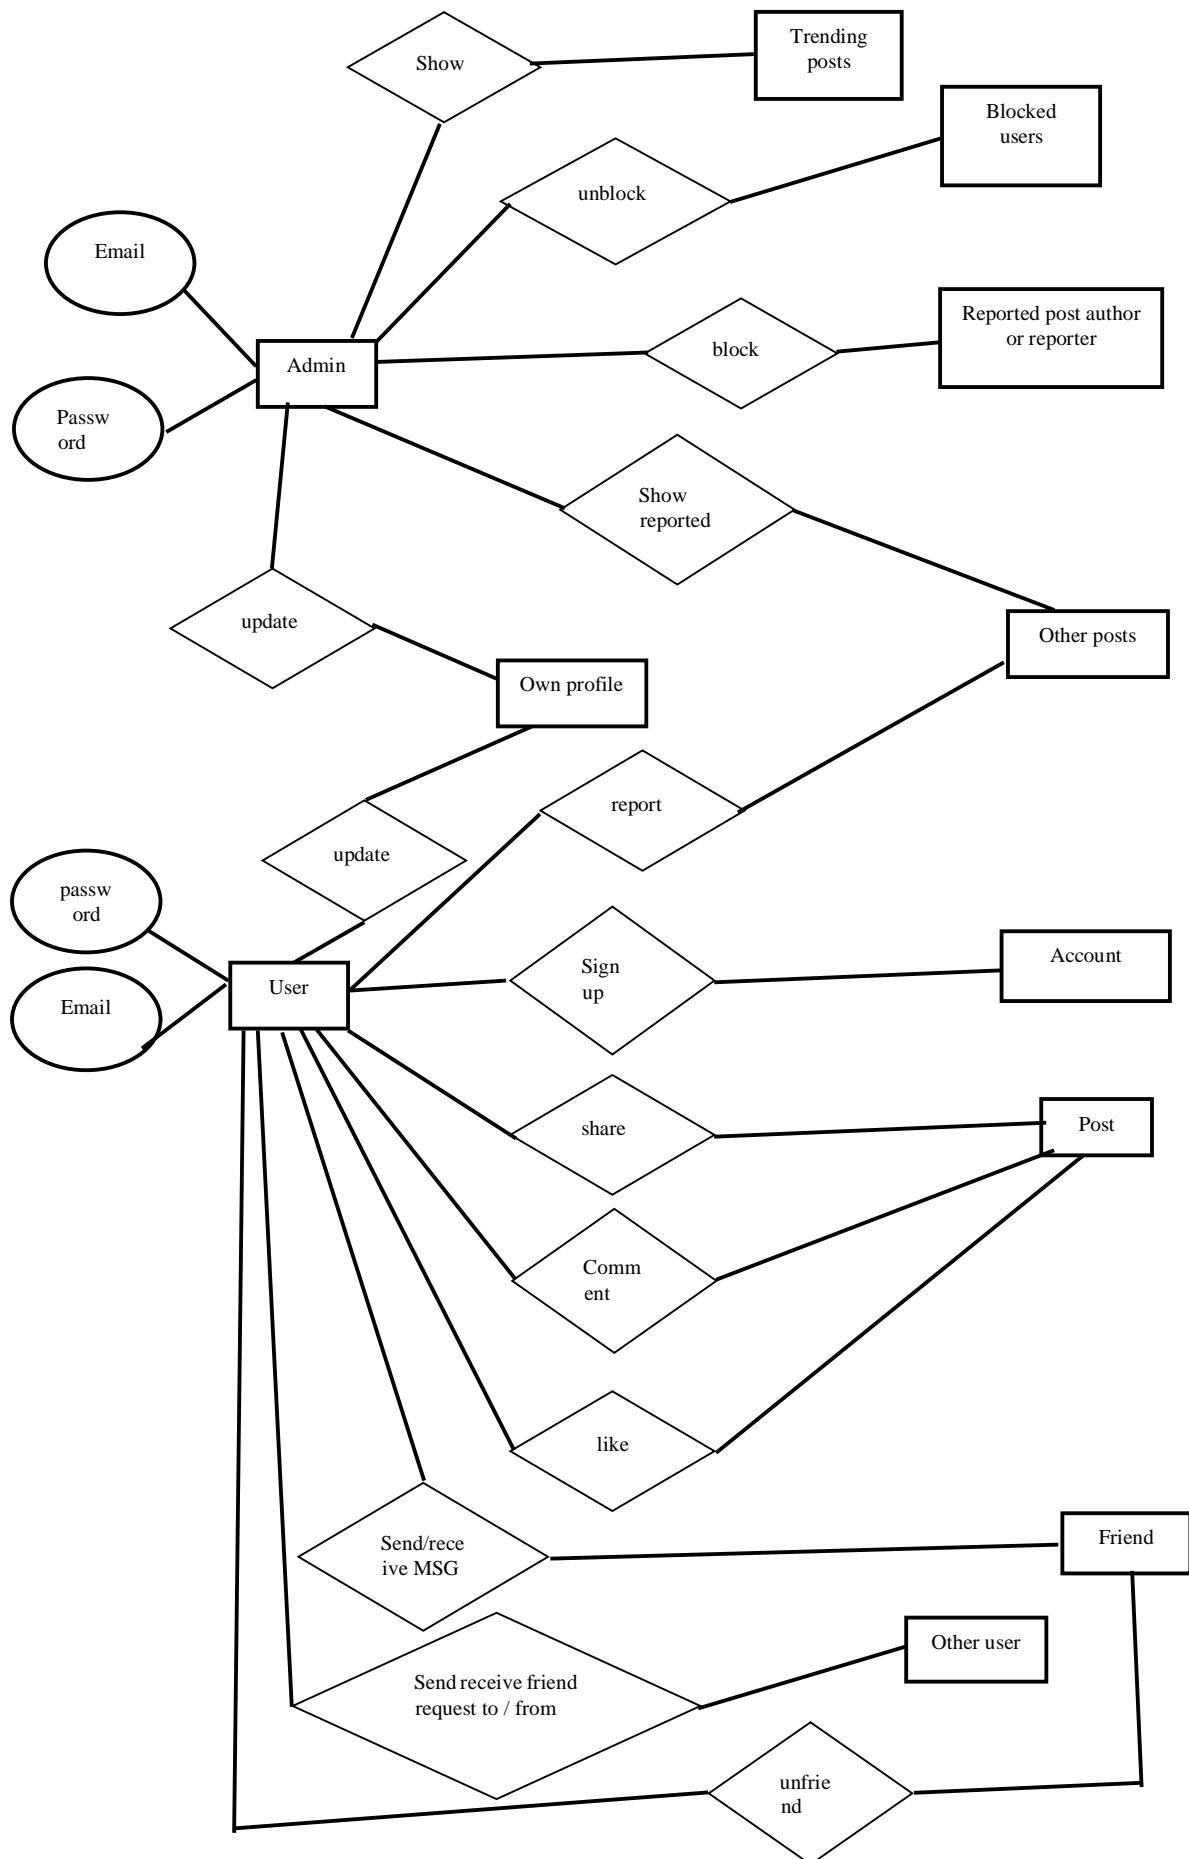 Show
Trending
posts
Blocked
users
unblock
Email
Reported post author
or reporter
block
Admin
Passw
ord
Show
reported
update
Other posts
Own profile
report
update
passw
ord
Sign
up
Account
User
Email
share
Post
Comm
ent
like
Send/rece
ive MSG
Friend
Other user
Send receive friend
request to / from
unfrie
nd